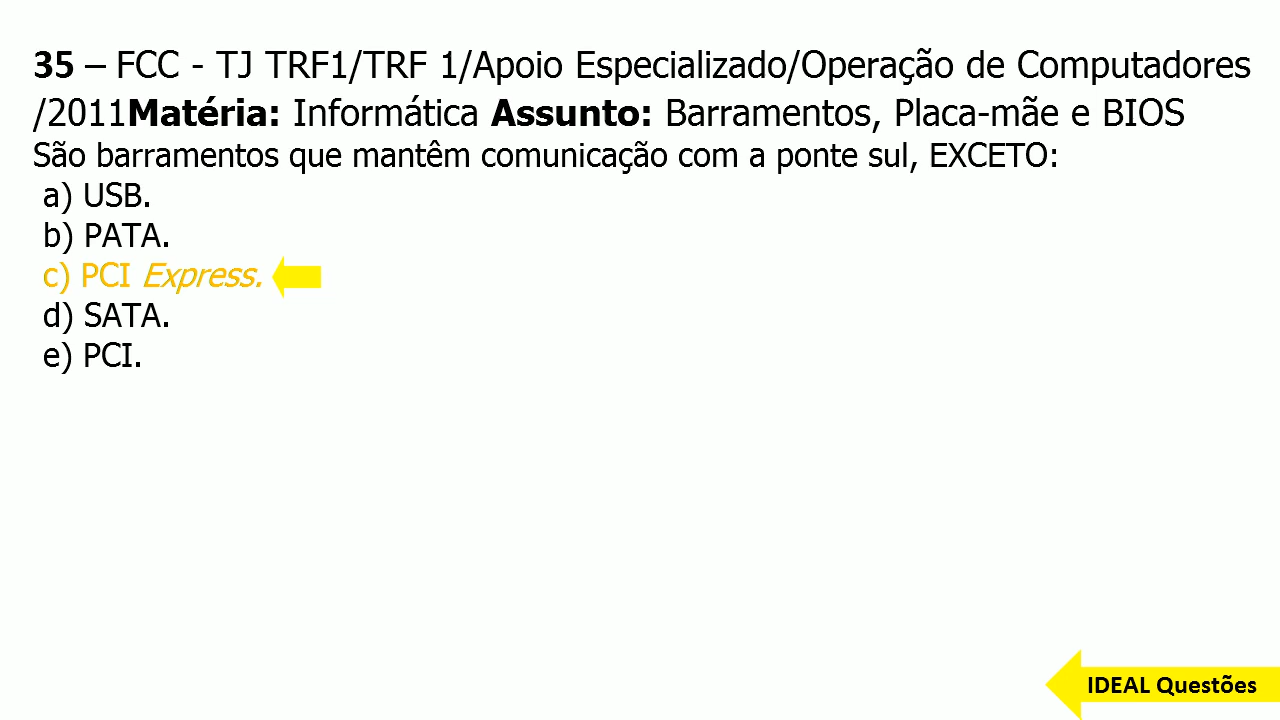 35 – FCC - TJ TRF1/TRF 1/Apoio Especializado/Operação de Computadores
/2011Matéria: Informática Assunto: Barramentos, Placa-mãe e BIOS
São barramentos que mantêm comunicação com a ponte sul, EXCETO:
a) USB.
b) PATA.
c) PCI Express.
d) SATA.
e) PCI.
IDEAL Questões